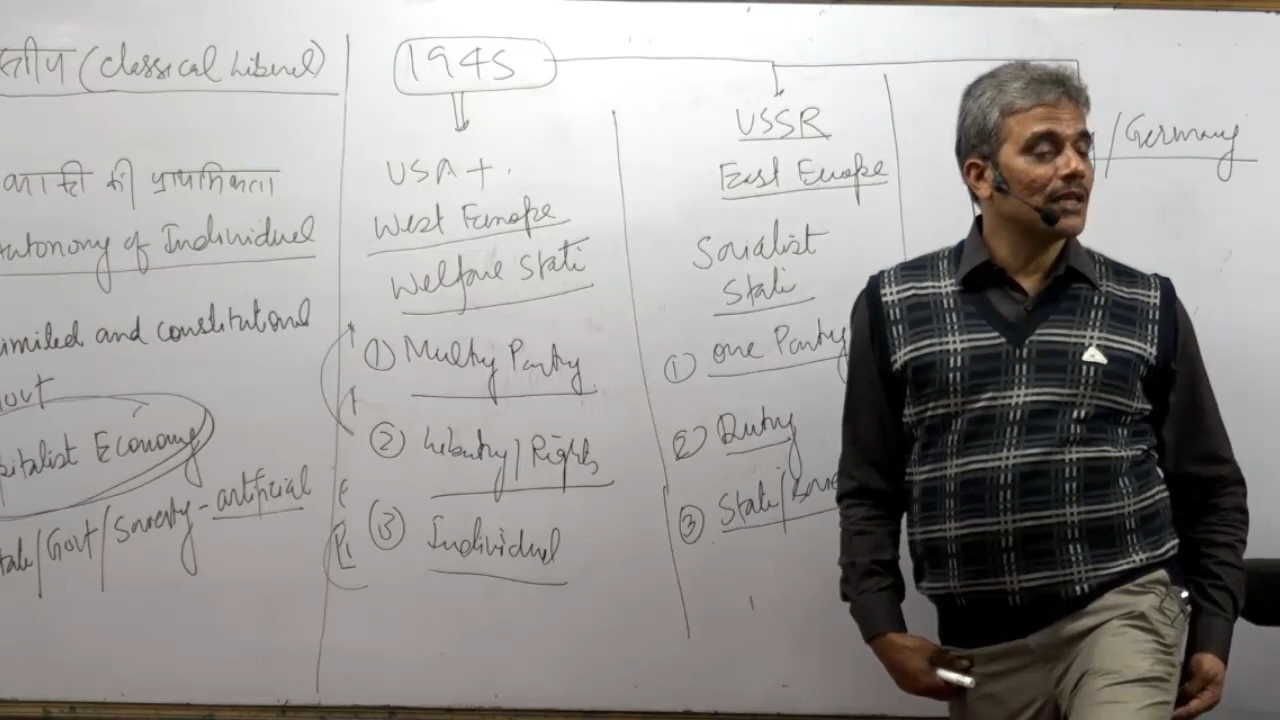 (Classical Liberal)
की प्राथमिकता
Autonomy of Individual
Limited and constitutional
Govt
Capitalist Economy
State/Govt/Society - artificial
1945
USA +
West Europe
Welfare State
① Multy Party
② Liberty/Rights
③ Individual
USSR
East Europe
Socialist
State
① One Party
② Duty
③ State/
/Germany